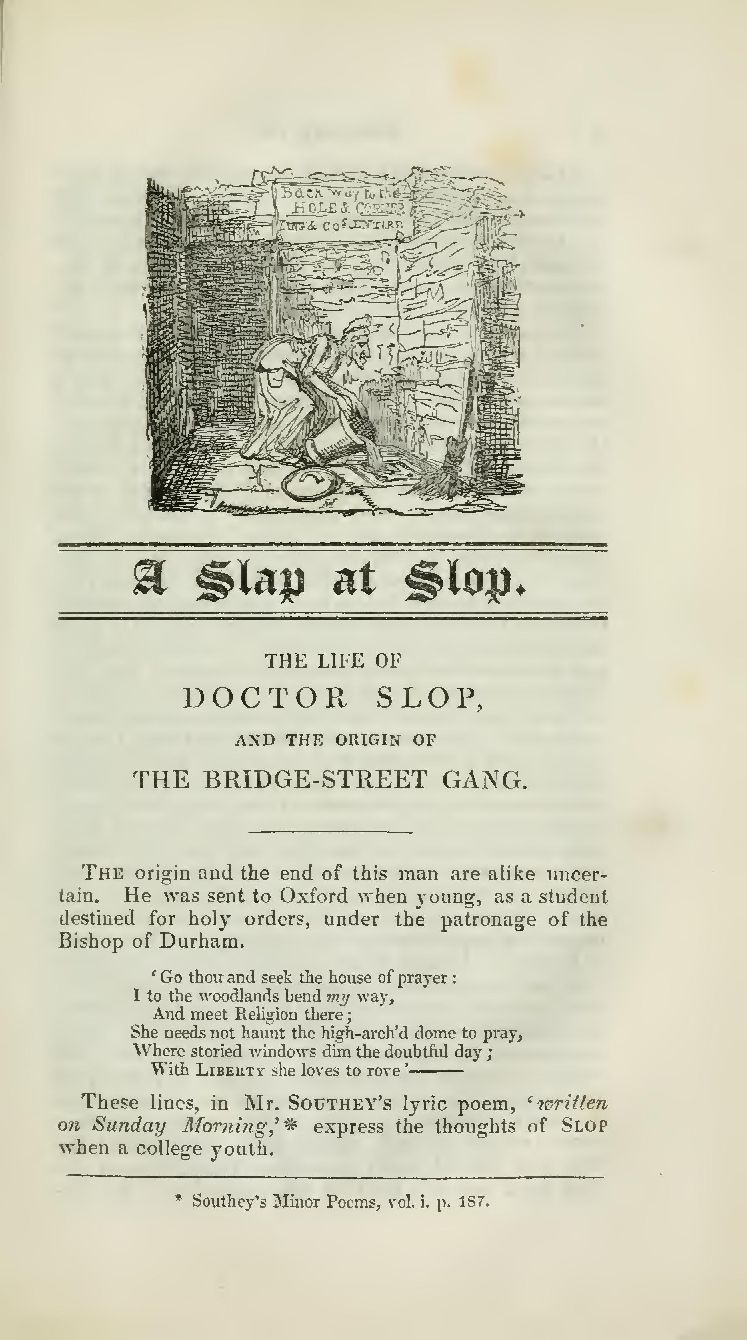 Back Way to the
HOLE & CORNER
& Cos ENTIRE
A Slap at Slop.
THE LIFE OF
DOCTOR SLOP,
AND THE ORIGIN OF
THE BRIDGE-STREET GANG.
THE origin and the end of this man are alike uncer-
tain. He was sent to Oxford when young, as a student
destined for holy orders, under the patronage of the
Bishop of Durham.
‘ Go thou and seek the house of prayer :
I to the woodlands bend my way,
And meet Religion there ;
She needs not haunt the high-arch’d dome to pray,
Where storied windows dim the doubtful day ;
With LIBERTY she loves to rove ’———
These lines, in Mr. SOUTHEY’S lyric poem, ‘ written
on Sunday Morning,’ * express the thoughts of SLOP
when a college youth.
* Southey’s Minor Poems, vol. i. p. 187.